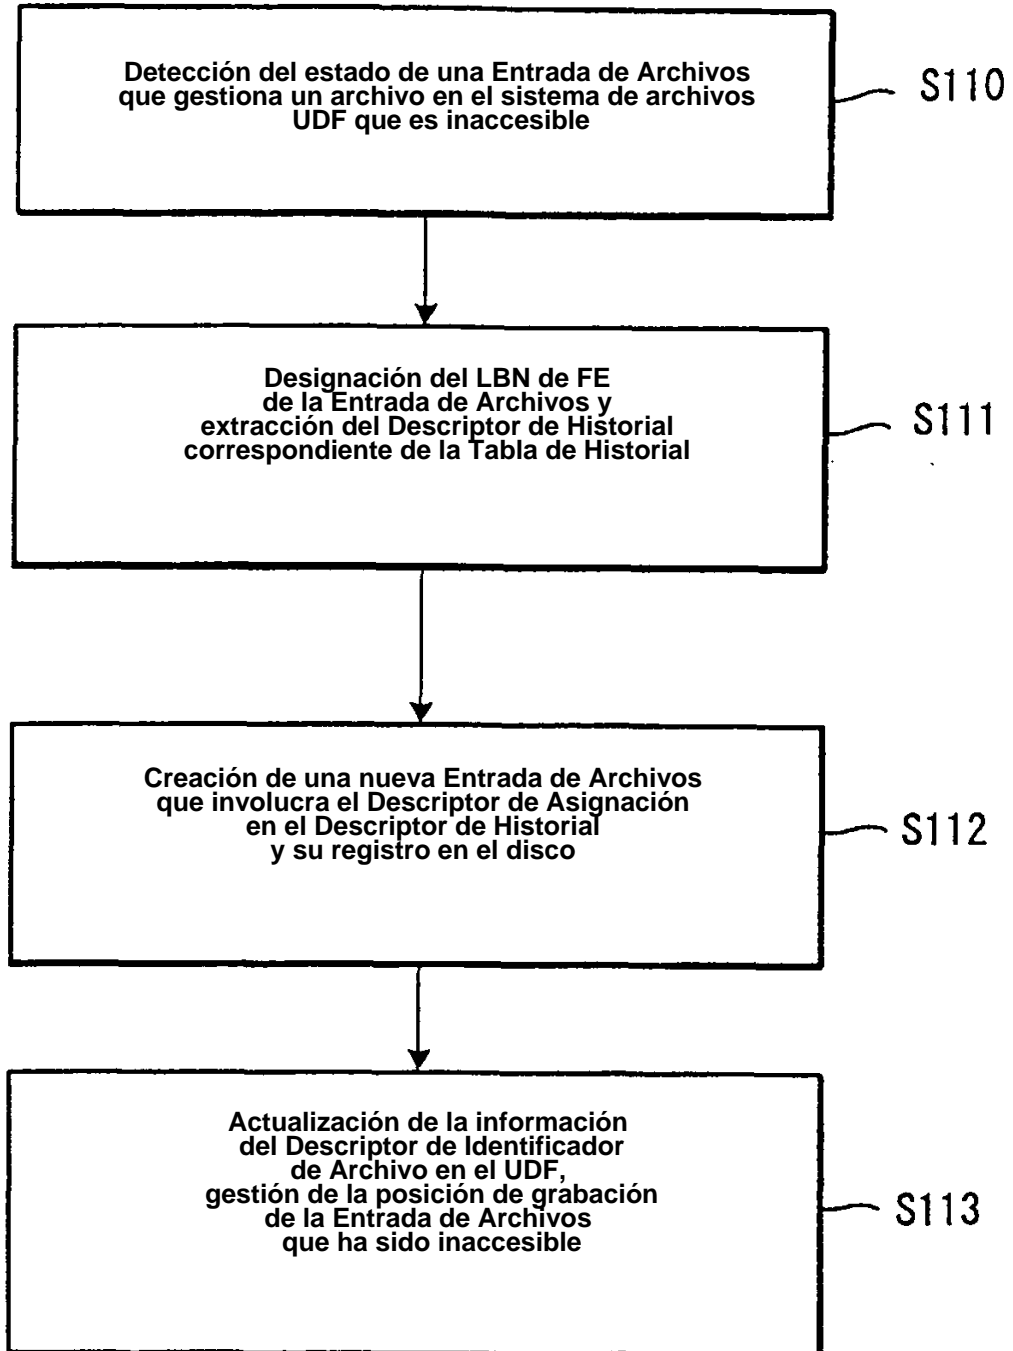 Detección del estado de una Entrada de Archivos
que gestiona un archivo en el sistema de archivos
UDF que es inaccesible
S110
Designación del LBN de FE
de la Entrada de Archivos y
extracción del Descriptor de Historial
correspondiente de la Tabla de Historial
S111
Creación de una nueva Entrada de Archivos
que involucra el Descriptor de Asignación
en el Descriptor de Historial
y su registro en el disco
S112
Actualización de la información
del Descriptor de Identificador
de Archivo en el UDF,
gestión de la posición de grabación
de la Entrada de Archivos
que ha sido inaccesible
S113